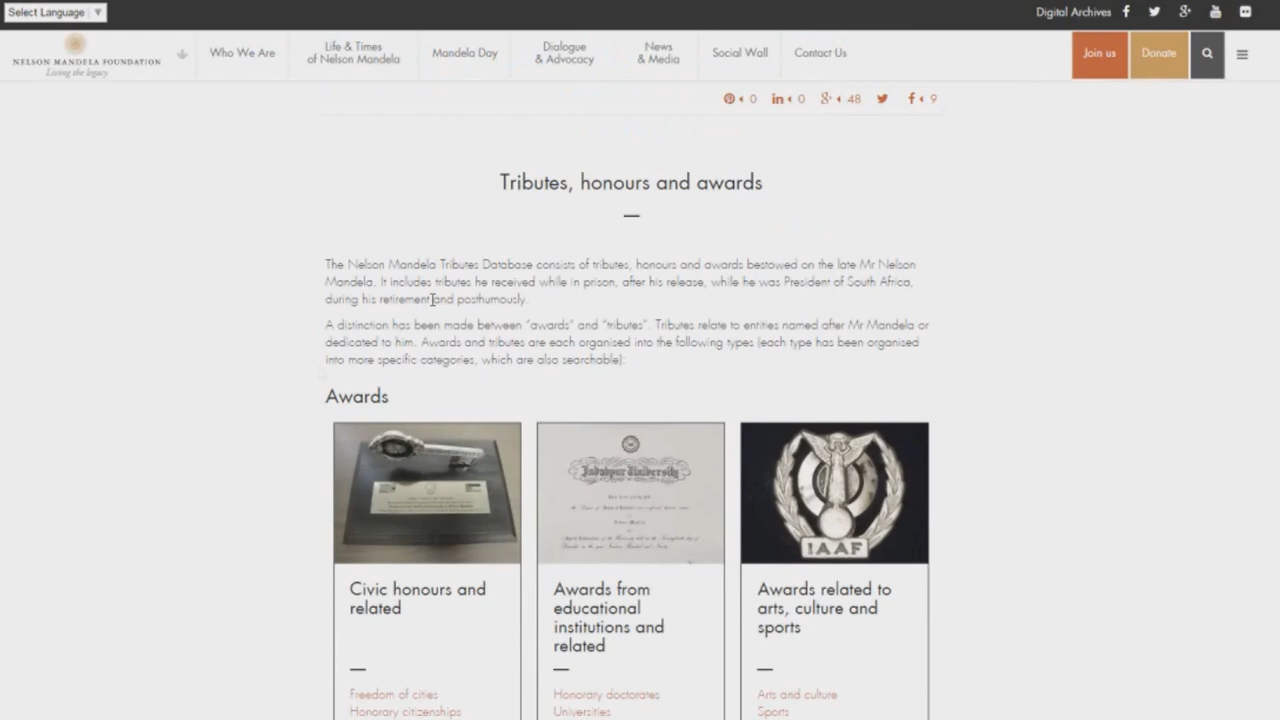 Select Language
Digital Archives
NELSON MANDELA FOUNDATION
Living the legacy
Who We Are
Life & Times
of Nelson Mandela
Mandela Day
Dialogue
& Advocacy
News
& Media
Social Wall
Contact Us
Join us
Donate
0
0
48
9
Tributes, honours and awards
The Nelson Mandela Tributes Database consists of tributes, honours and awards bestowed on the late Mr Nelson
Mandela. It includes tributes he received while in prison, after his release, while he was President of South Africa,
during his retirement and posthumously.
A distinction has been made between "awards" and "tributes". Tributes relate to entities named after Mr Mandela or
dedicated to him. Awards and tributes are each organised into the following types (each type has been organised
into more specific categories, which are also searchable):
Awards
Jadavpur University
IAAF
Civic honours and
related
Awards from
educational
institutions and
related
Awards related to
arts, culture and
sports
Freedom of cities
Honorary citizenships
Honorary doctorates
Universities
Arts and culture
Sports